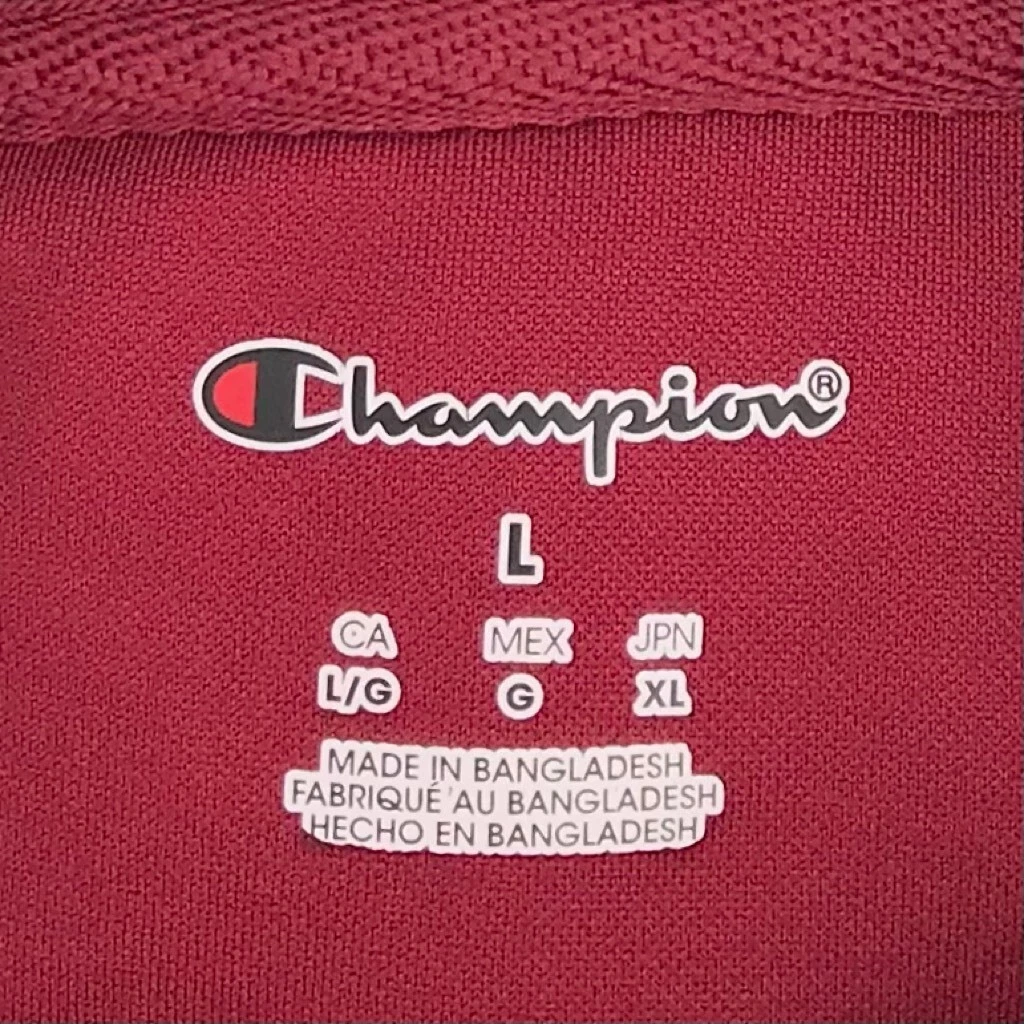 Champion®
L
CA MEX JPN
L/G G XL
MADE IN BANGLADESH
FABRIQUÉ AU BANGLADESH
HECHO EN BANGLADESH